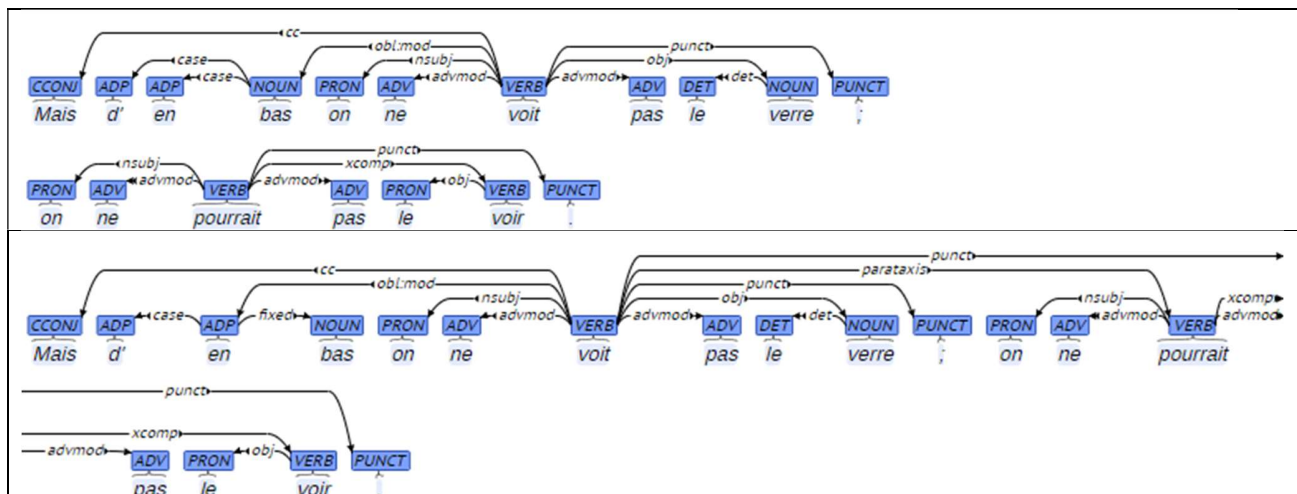 cc
obl:mod
punct
case
nsubj
obj
case
advmod
advmod
det
CCONJ ADP ADP NOUN PRON ADV VERB ADV DET NOUN PUNCT
Mais d' en bas on ne voit pas le verre ;
punct
nsubj
xcomp
advmod
advmod
obj
PRON ADV VERB ADV PRON VERB PUNCT
on ne pourrait pas le voir .
punct
cc
parataxis
obl:mod
punct
nsubj
obj
nsubj
xcomp
case
fixed
advmod
advmod
det
advmod
advmod
CCONJ ADP ADP NOUN PRON ADV VERB ADV DET NOUN PUNCT PRON ADV VERB
Mais d' en bas on ne voit pas le verre ; on ne pourrait
punct
xcomp
advmod
obj
ADV PRON VERB PUNCT
pas le voir .